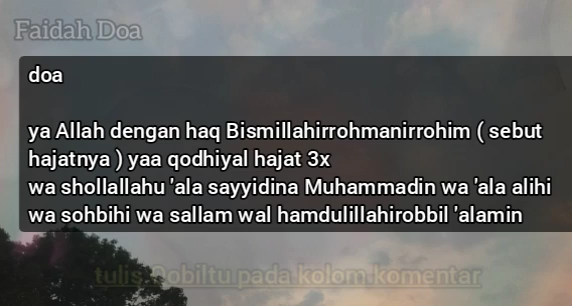 Faidah Doa
doa
ya Allah dengan haq Bismillahirrohmanirrohim ( sebut
hajatnya ) yaa qodhiyal hajat 3x
wa shollallahu 'ala sayyidina Muhammadin wa 'ala alihi
wa sohbihi wa sallam wal hamdulillahirobbil 'alamin
tulis Qobiltu pada kolom komentar